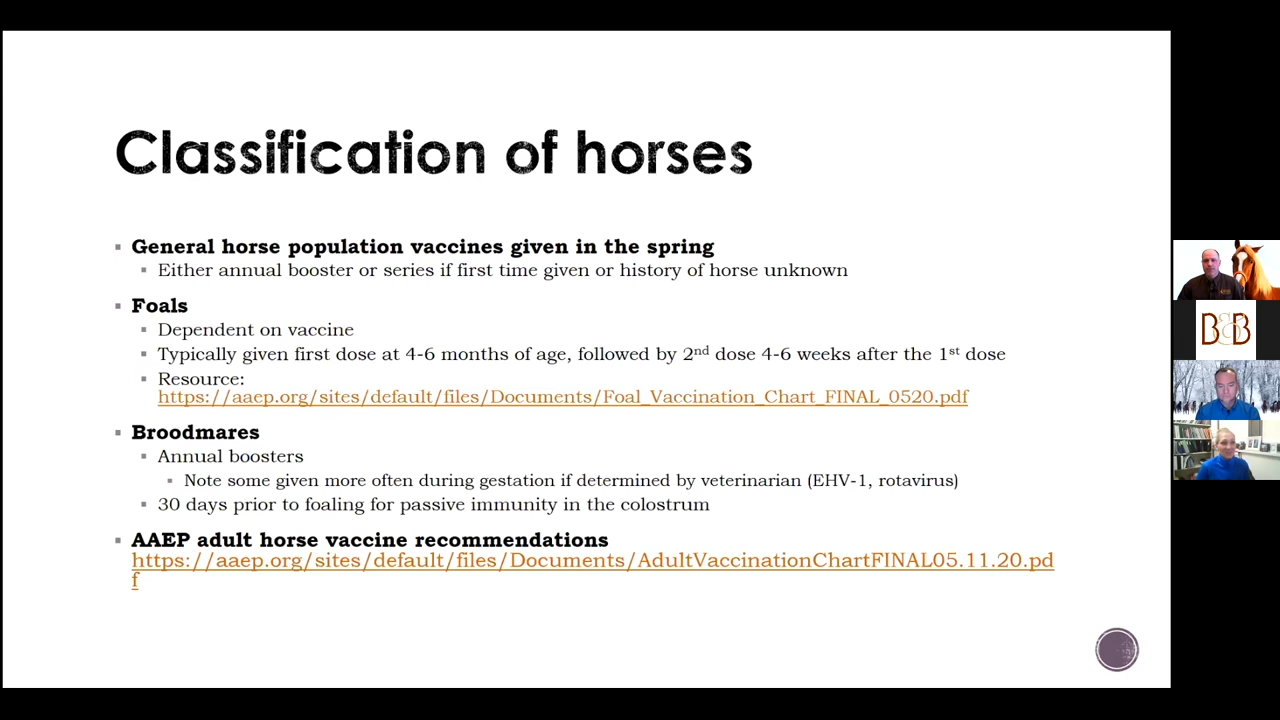 Classification of horses
General horse population vaccines given in the spring
Either annual booster or series if first time given or history of horse unknown
Foals
Dependent on vaccine
Typically given first dose at 4-6 months of age, followed by 2nd dose 4-6 weeks after the 1st dose
Resource:
https://aaep.org/sites/default/files/Documents/Foal_Vaccination_Chart_FINAL_0520.pdf
Broodmares
Annual boosters
Note some given more often during gestation if determined by veterinarian (EHV-1, rotavirus)
30 days prior to foaling for passive immunity in the colostrum
AAEP adult horse vaccine recommendations
https://aaep.org/sites/default/files/Documents/AdultVaccinationChartFINAL05.11.20.pd
f
B&B